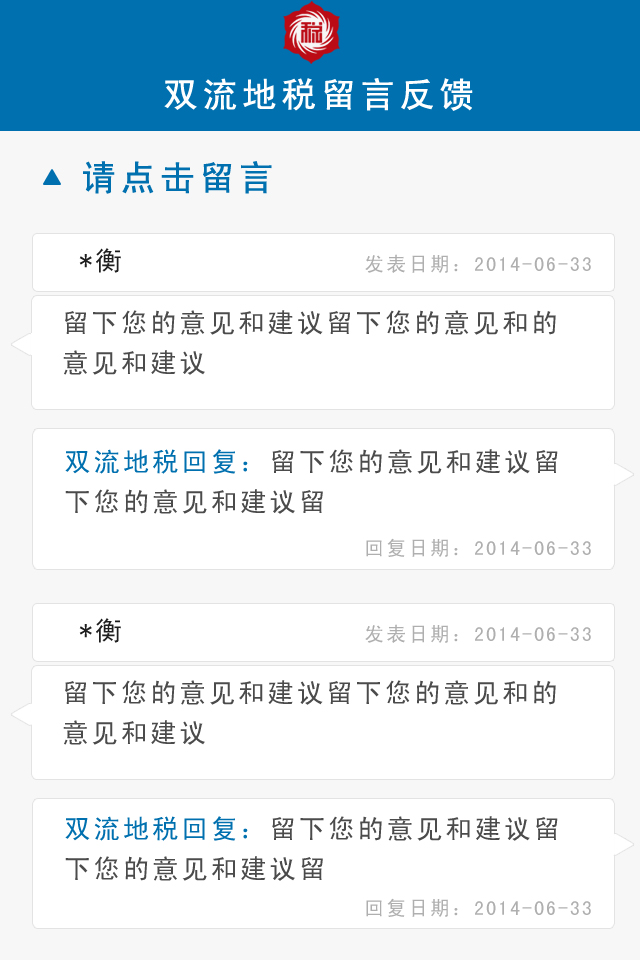 税
双流地税留言反馈
▲ 请点击留言
*衡 发表日期：2014-06-33
留下您的意见和建议留下您的意见和的
意见和建议
双流地税回复：留下您的意见和建议留
下您的意见和建议留
回复日期：2014-06-33
*衡 发表日期：2014-06-33
留下您的意见和建议留下您的意见和的
意见和建议
双流地税回复：留下您的意见和建议留
下您的意见和建议留
回复日期：2014-06-33